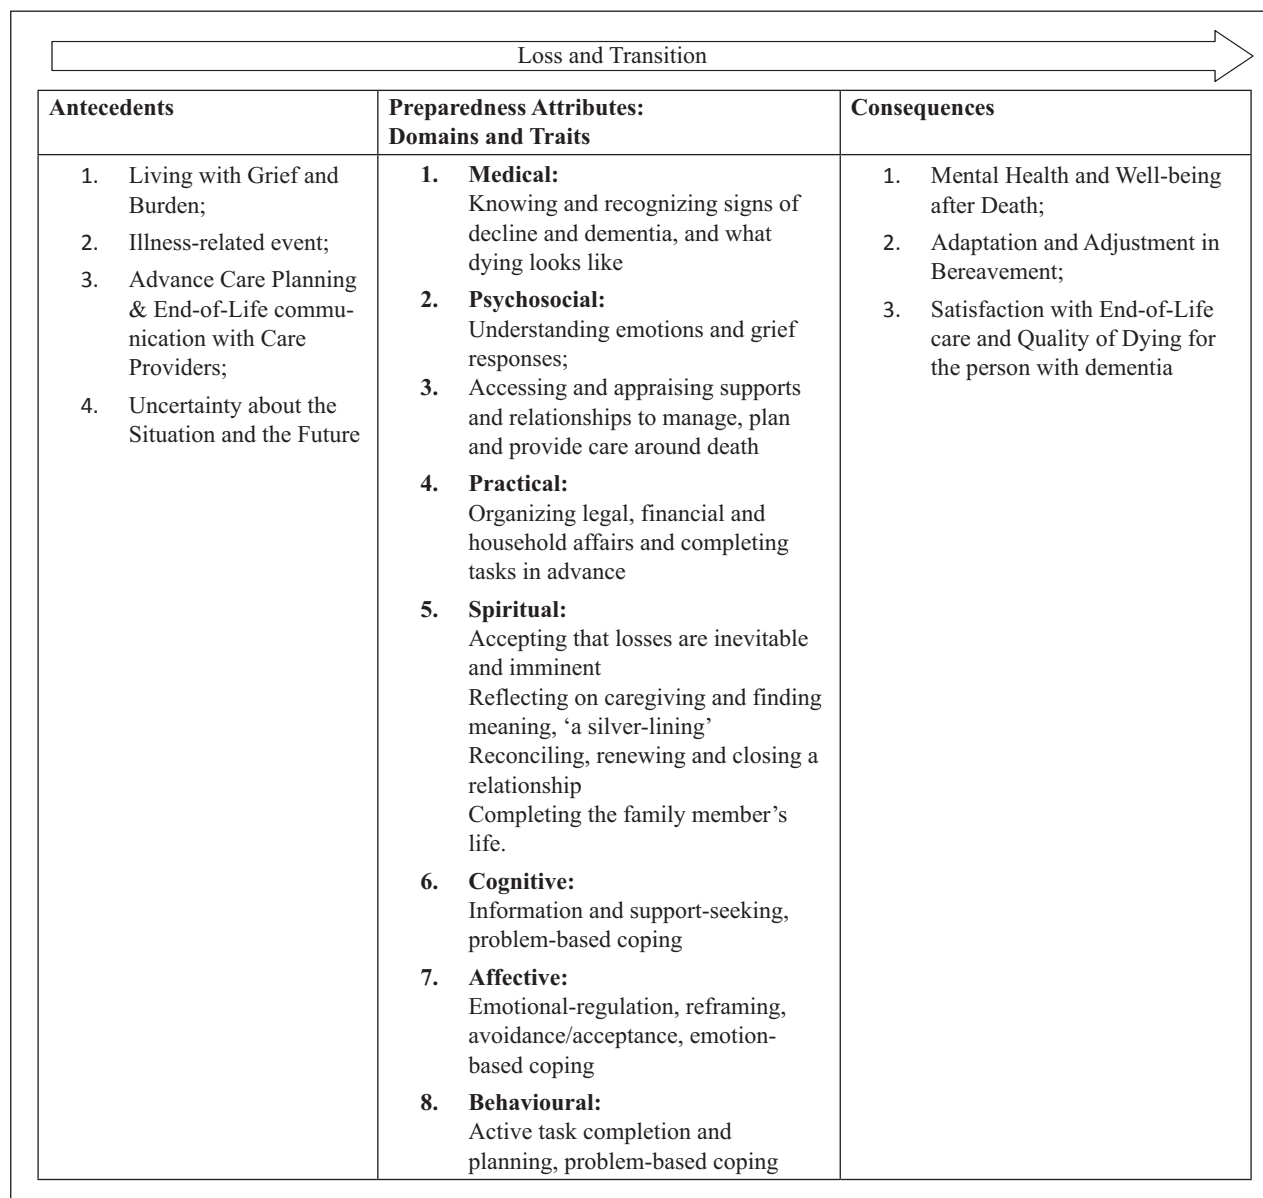 Loss and Transition
Antecedents
Preparedness Attributes:
Domains and Traits
Consequences
1. Living with Grief and
Burden;
2. Illness-related event;
3. Advance Care Planning
& End-of-Life commu-
nication with Care
Providers;
4. Uncertainty about the
Situation and the Future
1. Medical:
Knowing and recognizing signs of
decline and dementia, and what
dying looks like
2. Psychosocial:
Understanding emotions and grief
responses;
3. Accessing and appraising supports
and relationships to manage, plan
and provide care around death
4. Practical:
Organizing legal, financial and
household affairs and completing
tasks in advance
5. Spiritual:
Accepting that losses are inevitable
and imminent
Reflecting on caregiving and finding
meaning, ‘a silver-lining’
Reconciling, renewing and closing a
relationship
Completing the family member’s
life.
6. Cognitive:
Information and support-seeking,
problem-based coping
7. Affective:
Emotional-regulation, reframing,
avoidance/acceptance, emotion-
based coping
8. Behavioural:
Active task completion and
planning, problem-based coping
1. Mental Health and Well-being
after Death;
2. Adaptation and Adjustment in
Bereavement;
3. Satisfaction with End-of-Life
care and Quality of Dying for
the person with dementia